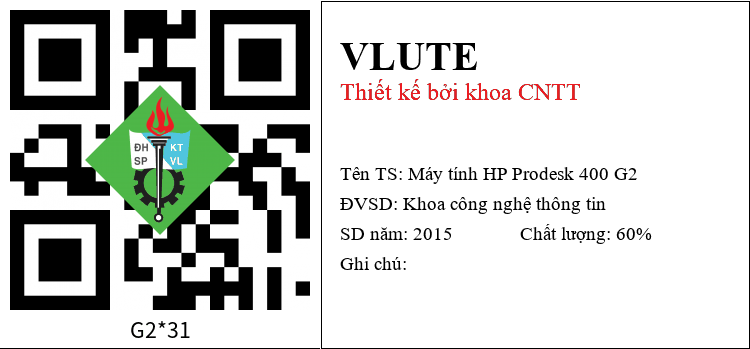 ĐH KT
SP VL
G2*31
VLUTE
Thiết kế bởi khoa CNTT
Tên TS: Máy tính HP Prodesk 400 G2
ĐVSD: Khoa công nghệ thông tin
SD năm: 2015 Chất lượng: 60%
Ghi chú: